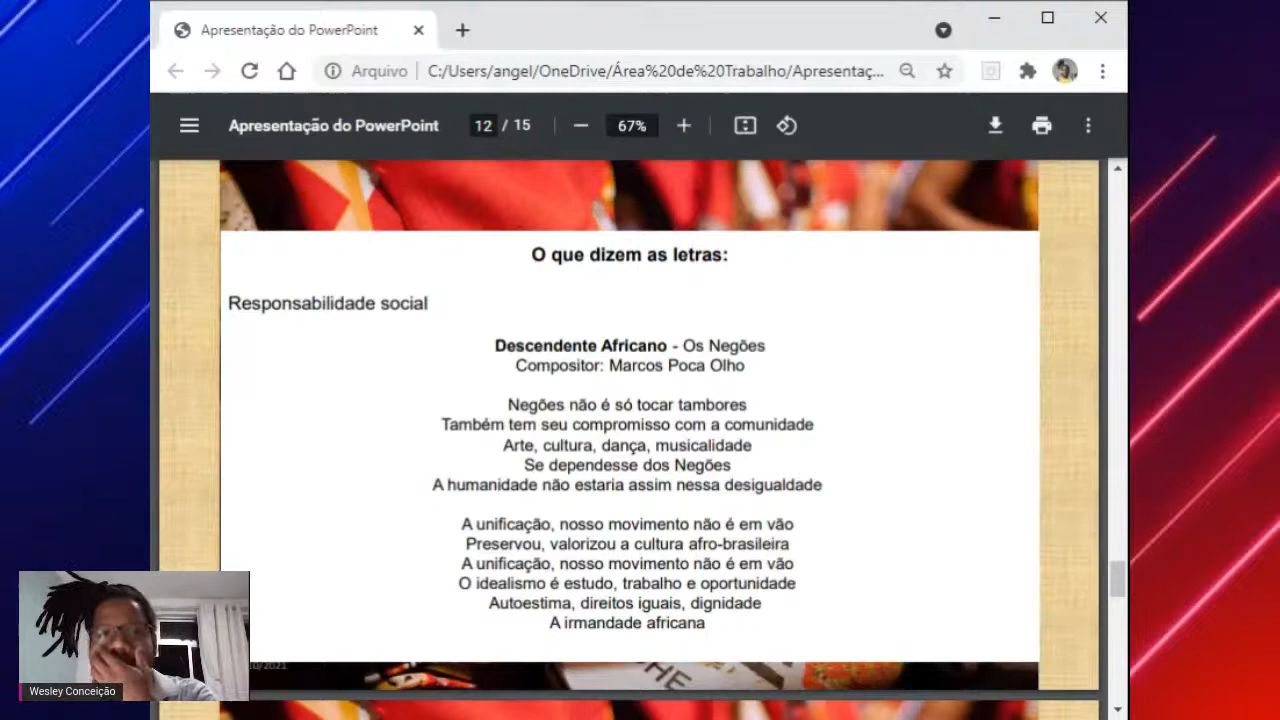 Apresentação do PowerPoint
Arquivo
C:/Users/angel/OneDrive/Área%20de%20Trabalho/Apresentaç...
Apresentação do PowerPoint
12 / 15
67%
O que dizem as letras:
Responsabilidade social
Descendente Africano - Os Negões
Compositor: Marcos Poca Olho
Negões não é só tocar tambores
Também tem seu compromisso com a comunidade
Arte, cultura, dança, musicalidade
Se dependesse dos Negões
A humanidade não estaria assim nessa desigualdade
A unificação, nosso movimento não é em vão
Preservou, valorizou a cultura afro-brasileira
A unificação, nosso movimento não é em vão
O idealismo é estudo, trabalho e oportunidade
Autoestima, direitos iguais, dignidade
A irmandade africana
0/2021
HE
Wesley Conceição